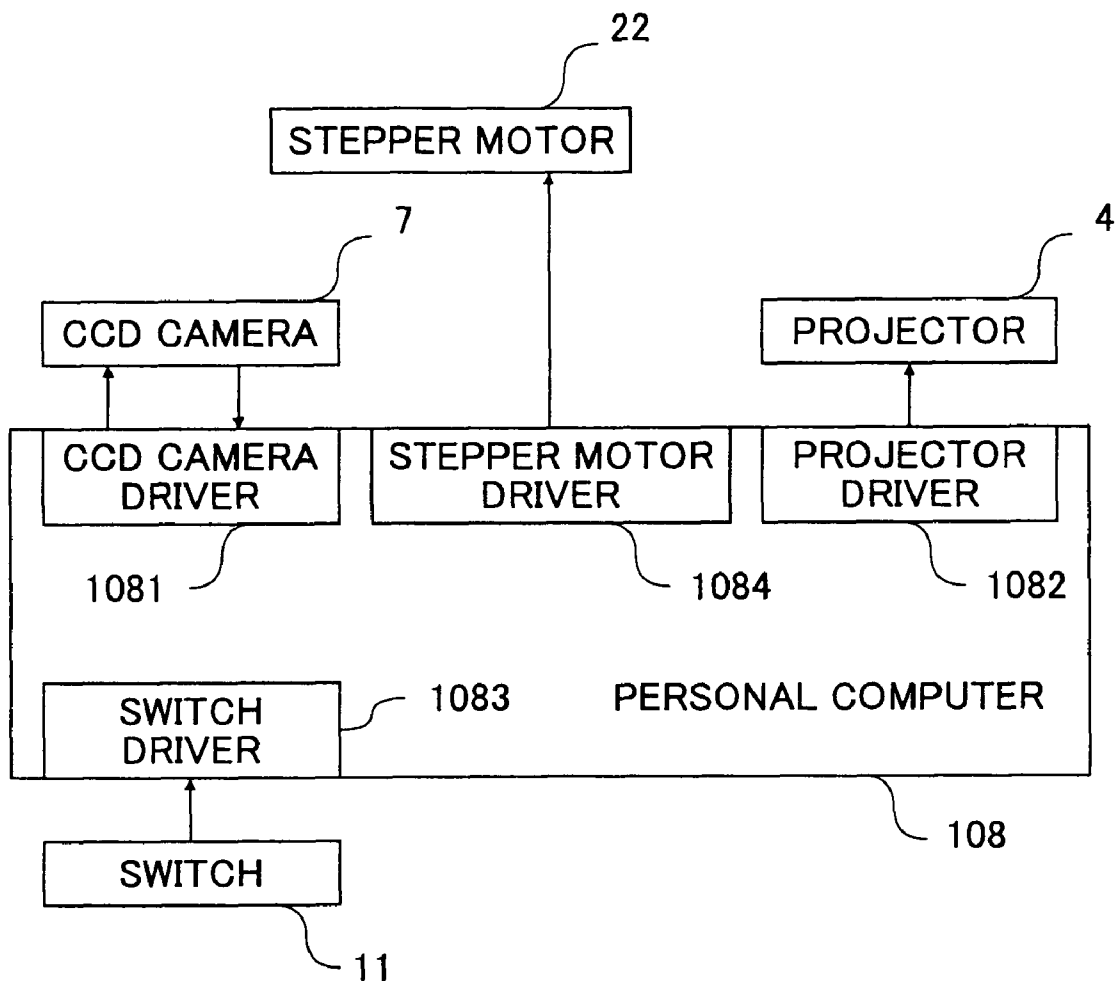 22
STEPPER MOTOR
7
4
CCD CAMERA
PROJECTOR
CCD CAMERA
DRIVER
STEPPER MOTOR
DRIVER
PROJECTOR
DRIVER
1081
1084
1082
SWITCH
DRIVER
1083
PERSONAL COMPUTER
108
SWITCH
11